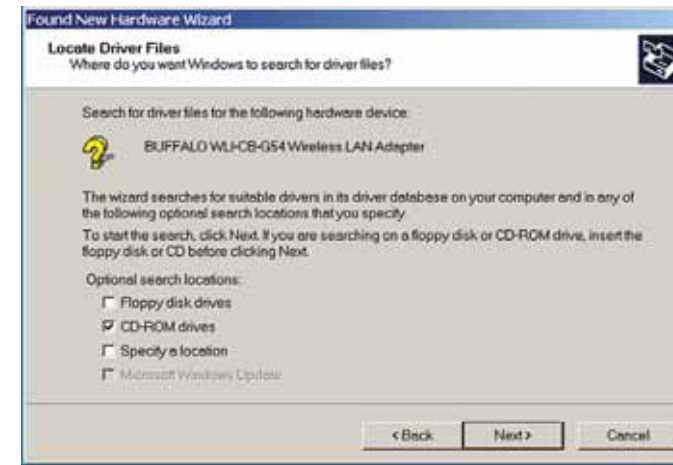 Found New Hardware Wizard
Locate Driver Files
Where do you want Windows to search for driver files?
Search for driver files for the following hardware device:
BUFFALO WLI-CB-G54 Wireless LAN Adapter
The wizard searches for suitable drivers in its driver database on your computer and in any of
the following optional search locations that you specify.
To start the search, click Next. If you are searching on a floppy disk or CD-ROM drive, insert the
floppy disk or CD before clicking Next.
Optional search locations:
Floppy disk drives
CD-ROM drives
Specify a location
Microsoft Windows Update
< Back
Next >
Cancel